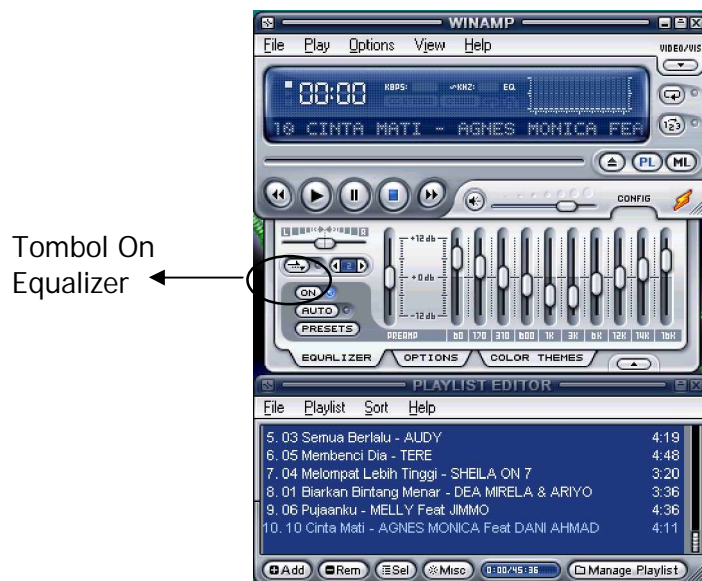 WINAMP
File Play Options View Help
VIDEO/VIS
00:00 KBPS: KHZ: EQ
10 CINTA MATI - AGNES MONICA FEA
123
PL ML
CONFIG
L R
Tombol On
Equalizer
2
+12 db
+0 db
-12 db
ON
AUTO
PRESETS
PREAMP 60 170 310 600 1K 3K 6K 12K 14K 16K
EQUALIZER OPTIONS COLOR THEMES
PLAYLIST EDITOR
File Playlist Sort Help
5. 03 Semua Berlalu - AUDY 4:19
6. 05 Membenci Dia - TERE 4:48
7. 04 Melompat Lebih Tinggi - SHEILA ON 7 3:20
8. 01 Biarkan Bintang Menar - DEA MIRELA & ARIYO 3:36
9. 06 Pujaanku - MELLY Feat JIMMO 4:36
10. 10 Cinta Mati - AGNES MONICA Feat DANI AHMAD 4:11
Add Rem Sel Misc 0:00/45:36 Manage Playlist